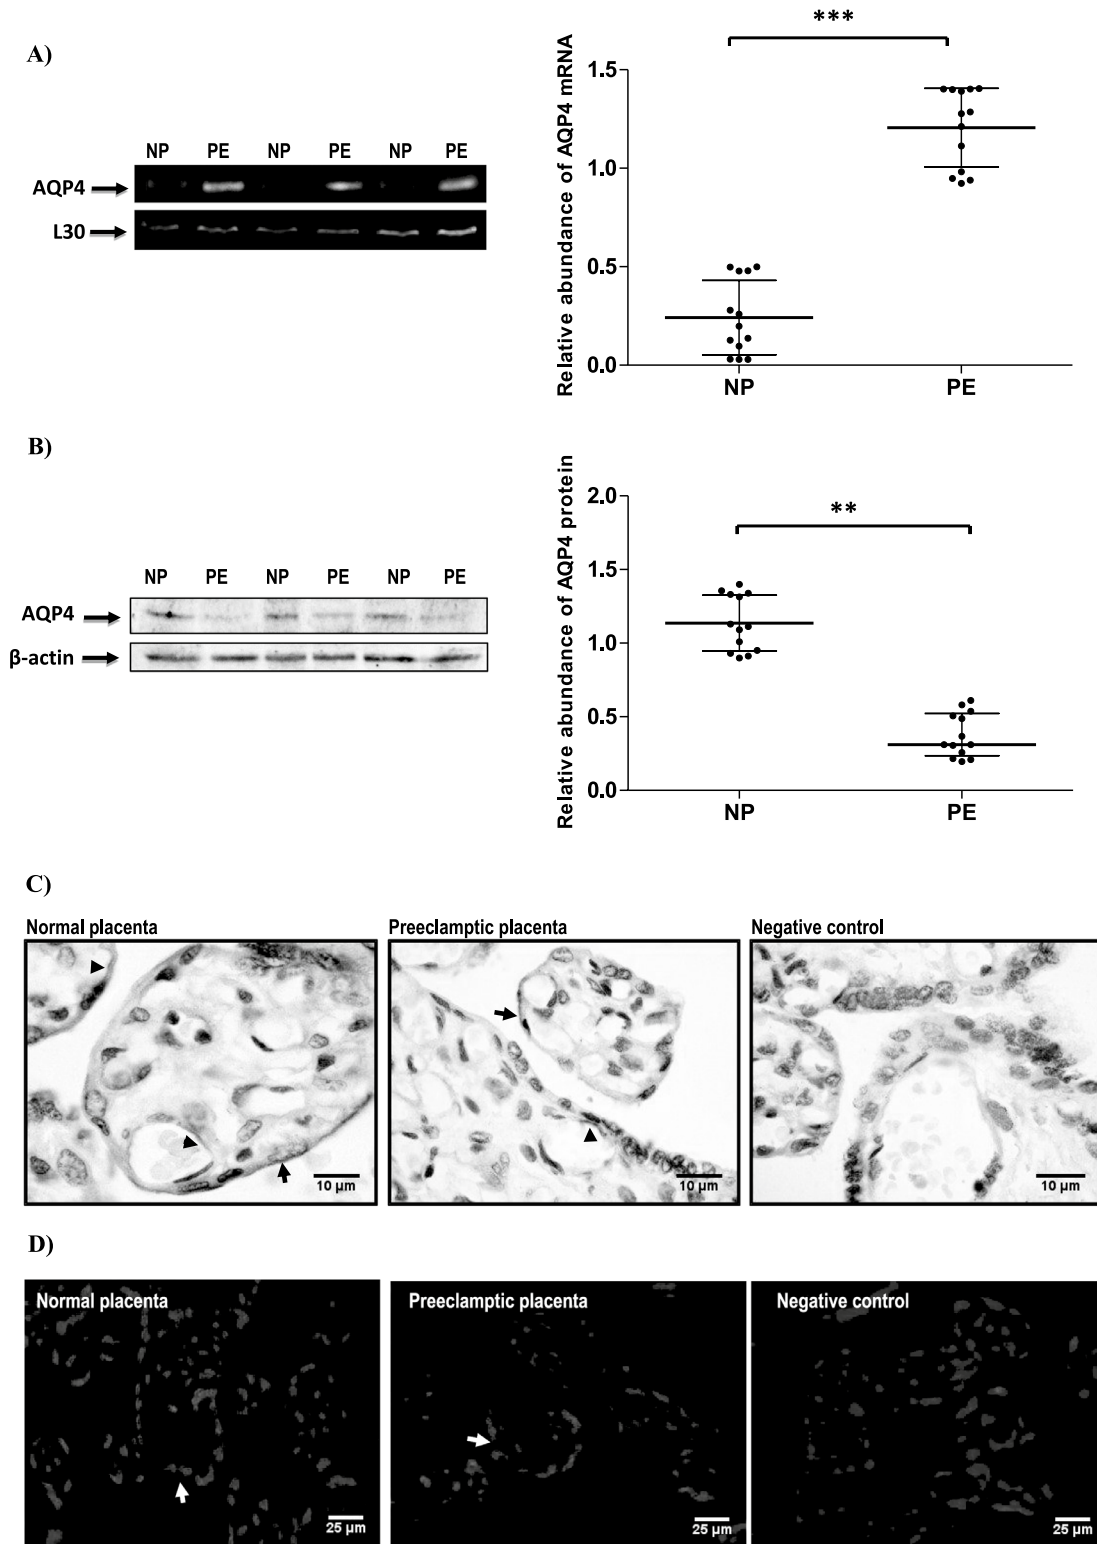 A)
NP PE NP PE NP PE
AQP4
L30
***
Relative abundance of AQP4 mRNA
1.5
1.0
0.5
0.0
NP PE
B)
NP PE NP PE NP PE
AQP4
β-actin
**
Relative abundance of AQP4 protein
2.0
1.5
1.0
0.5
0.0
NP PE
C)
Normal placenta
Preeclamptic placenta
Negative control
10 µm
10 µm
10 µm
D)
Normal placenta
Preeclamptic placenta
Negative control
25 µm
25 µm
25 µm